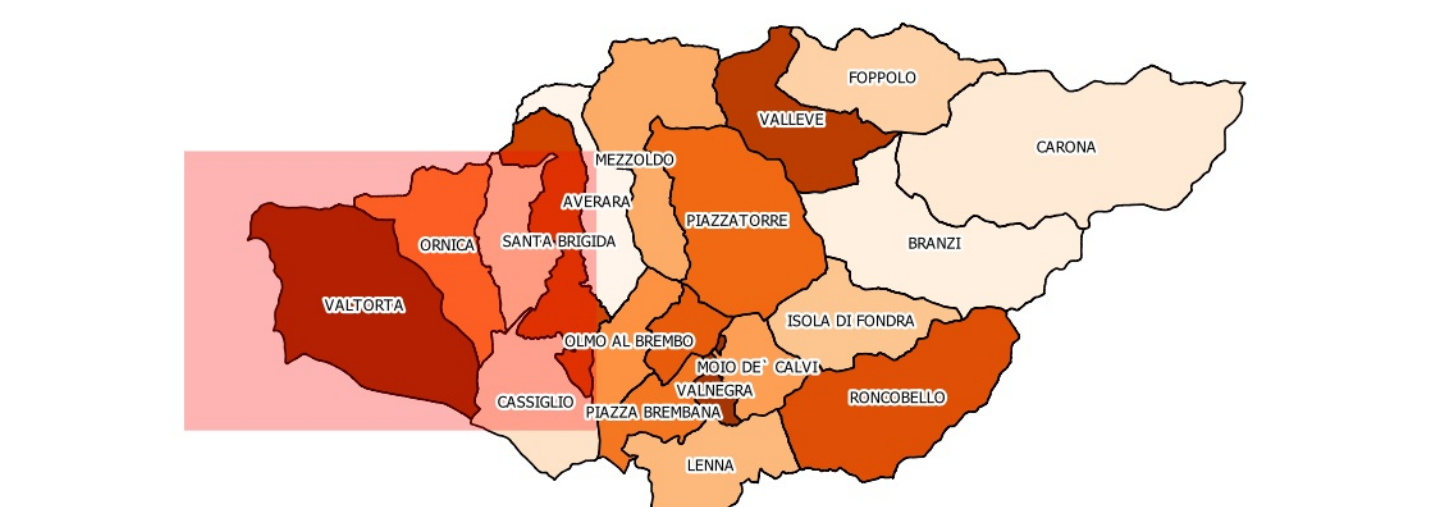 FOPPOLO
VALLEVE
CARONA
MEZZOLDO
AVERARA
PIAZZATORRE
ORNICA
SANTA BRIGIDA
BRANZI
VALTORTA
ISOLA DI FONDRA
OLMO AL BREMBO
MOIO DE` CALVI
VALNEGRA
RONCOBELLO
CASSIGLIO
PIAZZA BREMBANA
LENNA